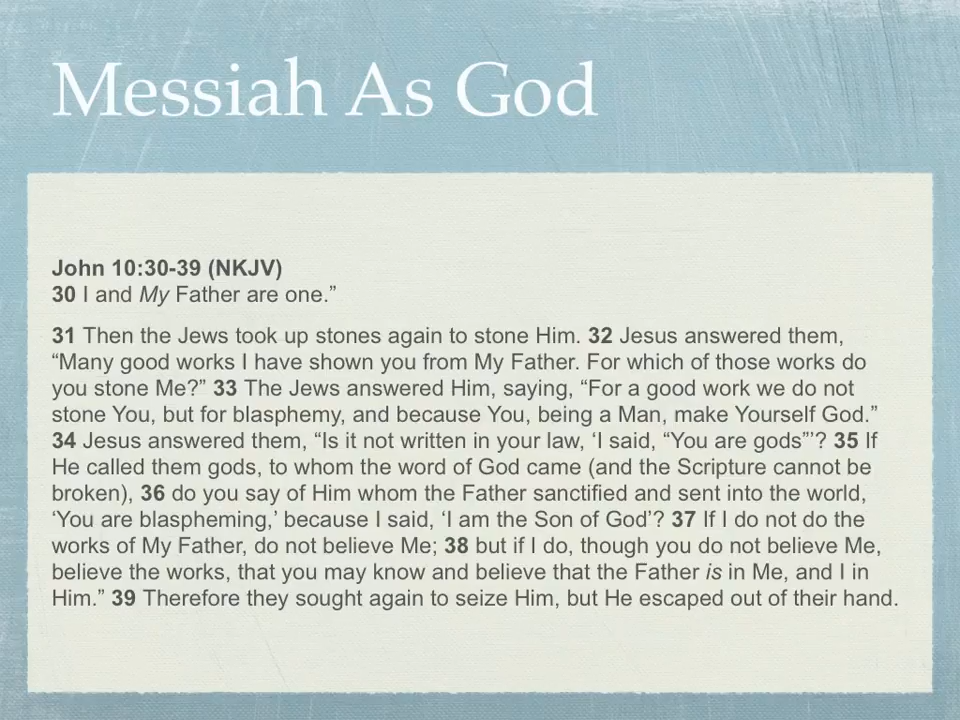 Messiah As God
John 10:30-39 (NKJV)
30 I and My Father are one.”
31 Then the Jews took up stones again to stone Him. 32 Jesus answered them,
“Many good works I have shown you from My Father. For which of those works do
you stone Me?” 33 The Jews answered Him, saying, “For a good work we do not
stone You, but for blasphemy, and because You, being a Man, make Yourself God.”
34 Jesus answered them, “Is it not written in your law, ‘I said, “You are gods”’? 35 If
He called them gods, to whom the word of God came (and the Scripture cannot be
broken), 36 do you say of Him whom the Father sanctified and sent into the world,
‘You are blaspheming,’ because I said, ‘I am the Son of God’? 37 If I do not do the
works of My Father, do not believe Me; 38 but if I do, though you do not believe Me,
believe the works, that you may know and believe that the Father is in Me, and I in
Him.” 39 Therefore they sought again to seize Him, but He escaped out of their hand.